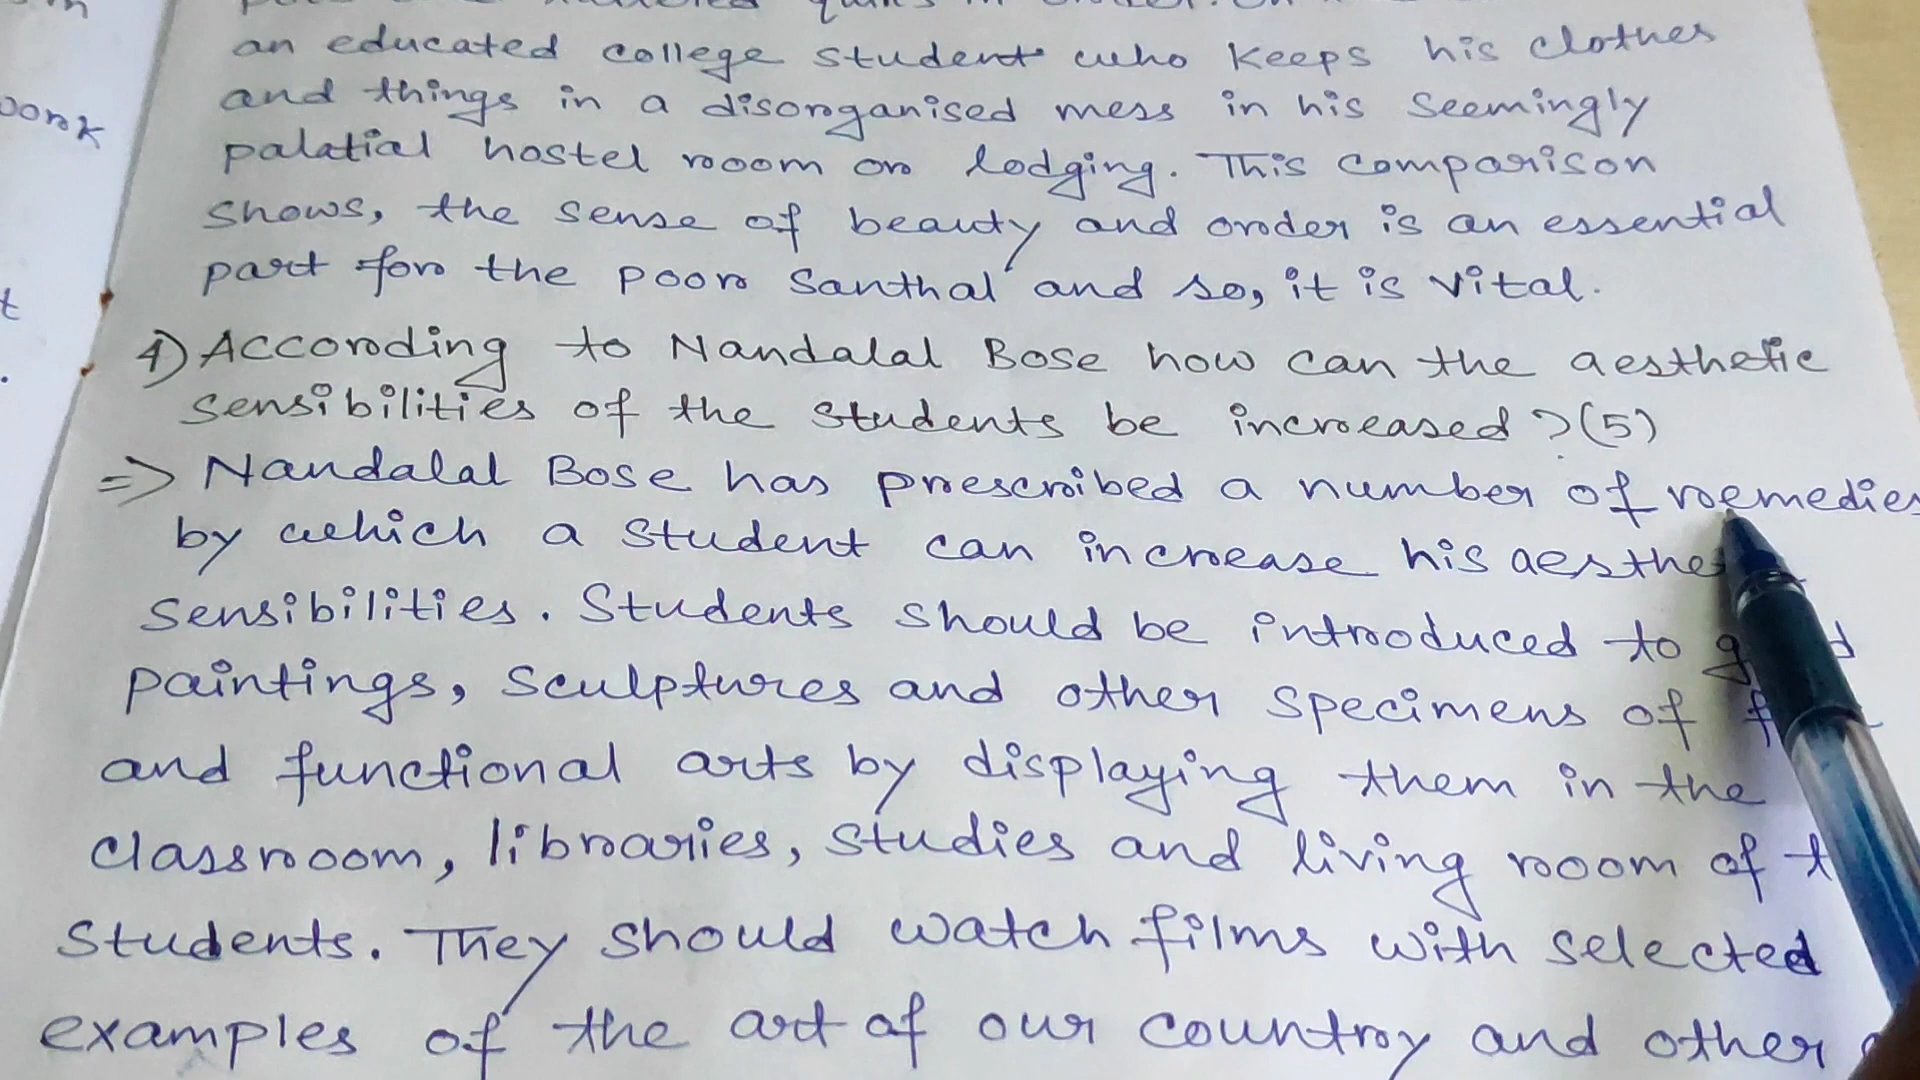 an educated college student who keeps his clothes
oork
and things in a disorganised mess in his seemingly
palatial hostel room or lodging. This comparison
shows, the sense of beauty and order is an essential
t
part for the poor Santhal and so, it is vital.
4) According to Nandalal Bose how can the aesthetic
sensibilities of the students be increased? (5)
=> Nandalal Bose has prescribed a number of remedies
by which a student can increase his
sensibilities. Students should be introduced to
paintings, sculptures and other specimens of
and functional arts by displaying them in the
classroom, libraries, studies and living room of
students. They should watch films with selected
examples of the art of our country and other